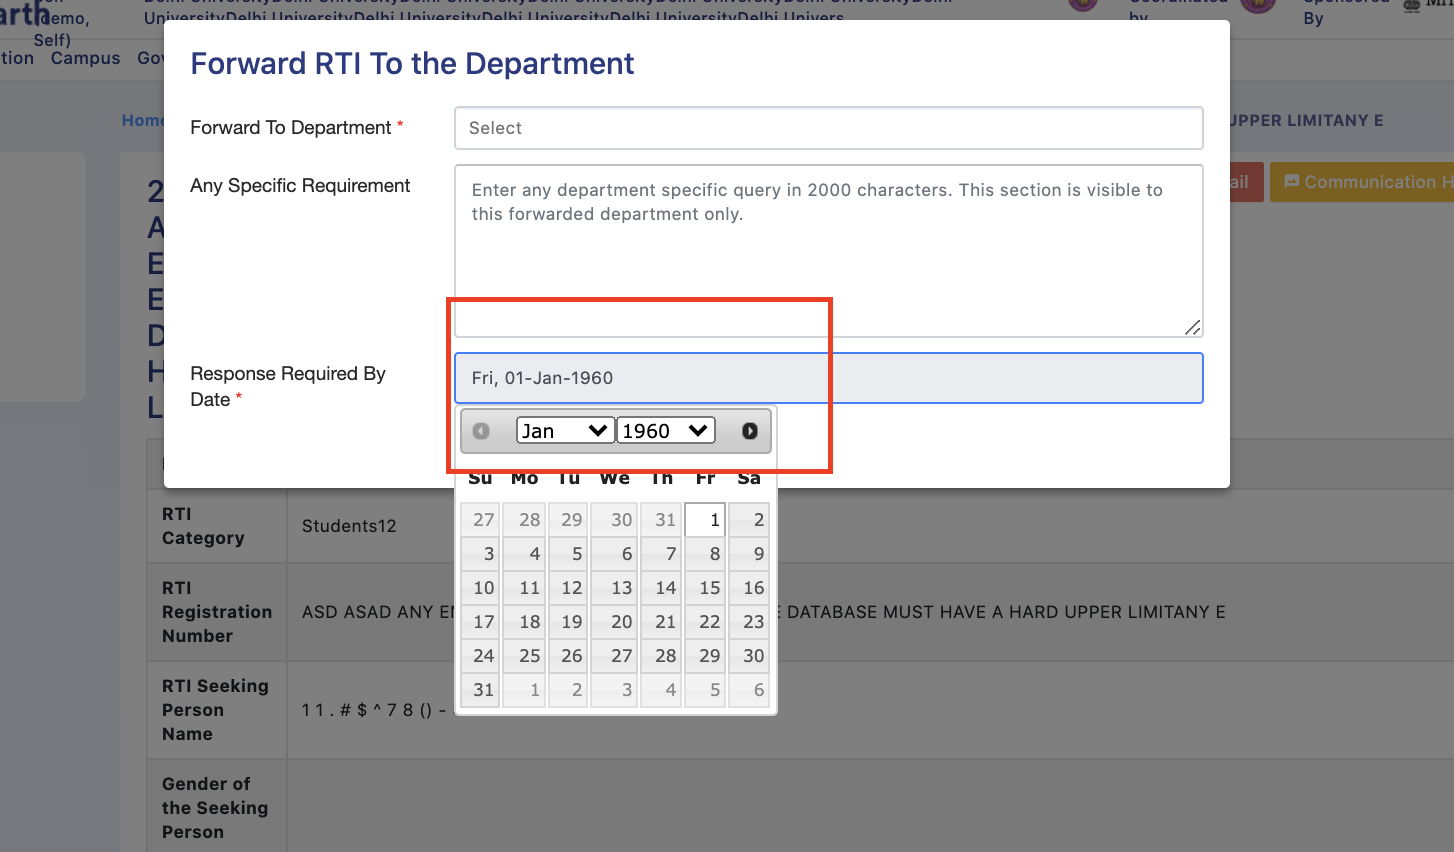 arth
Demo,
Self)
Delhi UniversityDelhi UniversityDelhi UniversityDelhi UniversityDelhi Univers
By
tion Campus
Home
UPPER LIMITANY E
ail
Communication H
2
A
E
E
D
H
L
Forward RTI To the Department
Forward To Department *
Select
Any Specific Requirement
Enter any department specific query in 2000 characters. This section is visible to
this forwarded department only.
Response Required By
Date *
Fri, 01-Jan-1960
Jan 1960
Su Mo Tu We Th Fr Sa
27 28 29 30 31 1 2
3 4 5 6 7 8 9
10 11 12 13 14 15 16
17 18 19 20 21 22 23
24 25 26 27 28 29 30
31 1 2 3 4 5 6
RTI
Category
Students12
RTI
Registration
Number
ASD ASAD ANY E
DATABASE MUST HAVE A HARD UPPER LIMITANY E
RTI Seeking
Person
Name
1 1 . # $ ^ 7 8 () -
Gender of
the Seeking
Person